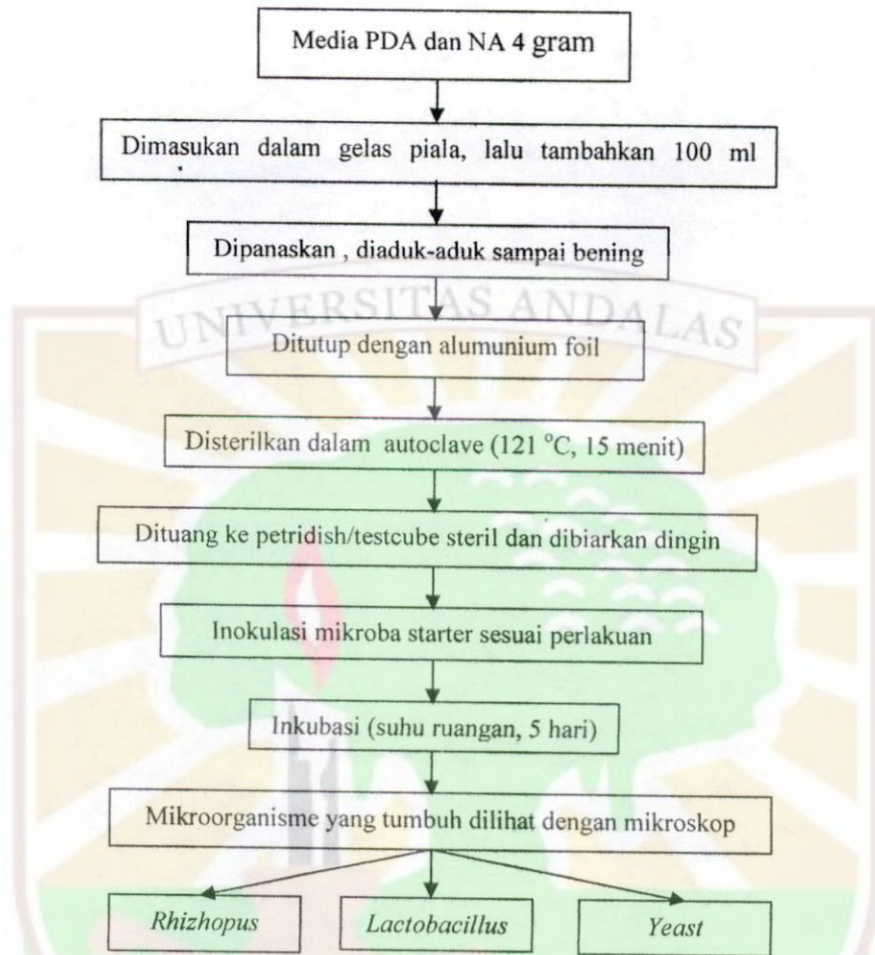 Media PDA dan NA 4 gram
Dimasukan dalam gelas piala, lalu tambahkan 100 ml
Dipanaskan , diaduk-aduk sampai bening
UNIVERSITAS ANDALAS
Ditutup dengan alumunium foil
Disterilkan dalam autoclave (121 °C, 15 menit)
Dituang ke petridish/testcube steril dan dibiarkan dingin
Inokulasi mikroba starter sesuai perlakuan
Inkubasi (suhu ruangan, 5 hari)
Mikroorganisme yang tumbuh dilihat dengan mikroskop
Rhizhopus
Lactobacillus
Yeast